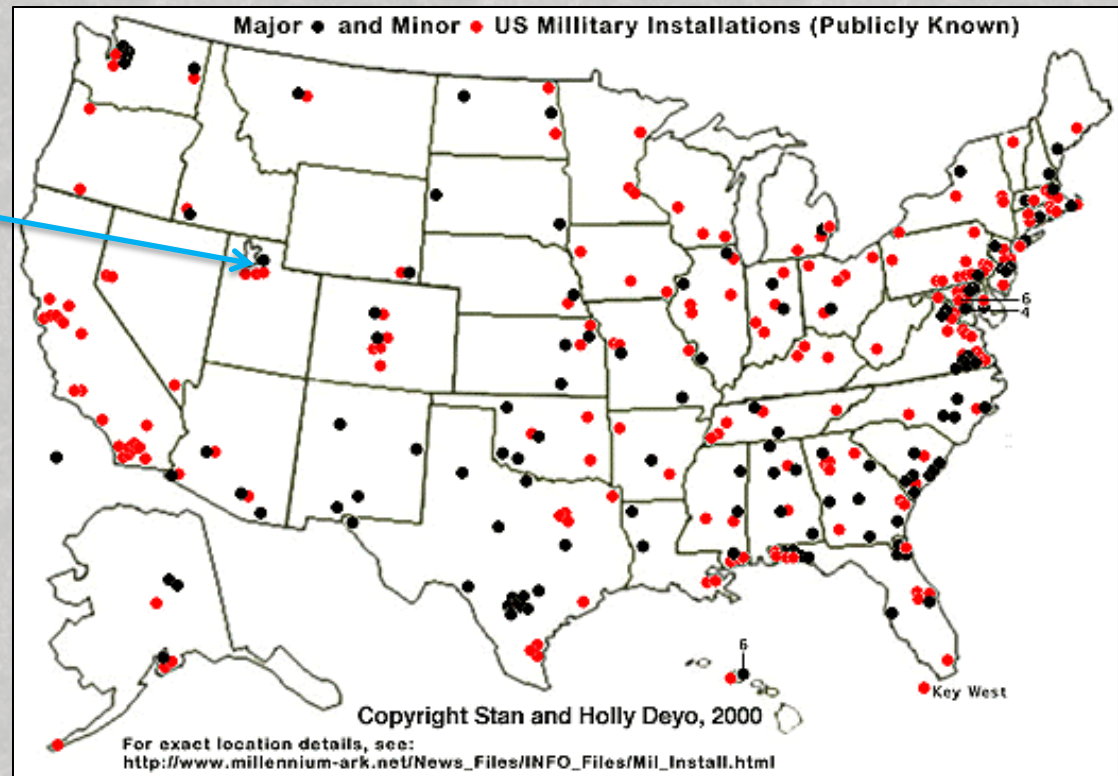 Major ● and Minor ● US Millitary Installations (Publicly Known)
6
4
6
Key West
Copyright Stan and Holly Deyo, 2000
For exact location details, see:
http://www.millennium-ark.net/News_Files/INFO_Files/Mil_Install.html